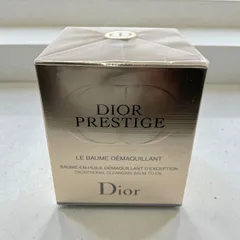 DIOR
PRESTIGE
LE BAUME DÉMAQUILLANT
BAUME-EN-HUILE DÉMAQUILLANT D'EXCEPTION
EXCEPTIONAL CLEANSING BALM-TO-OIL
Dior